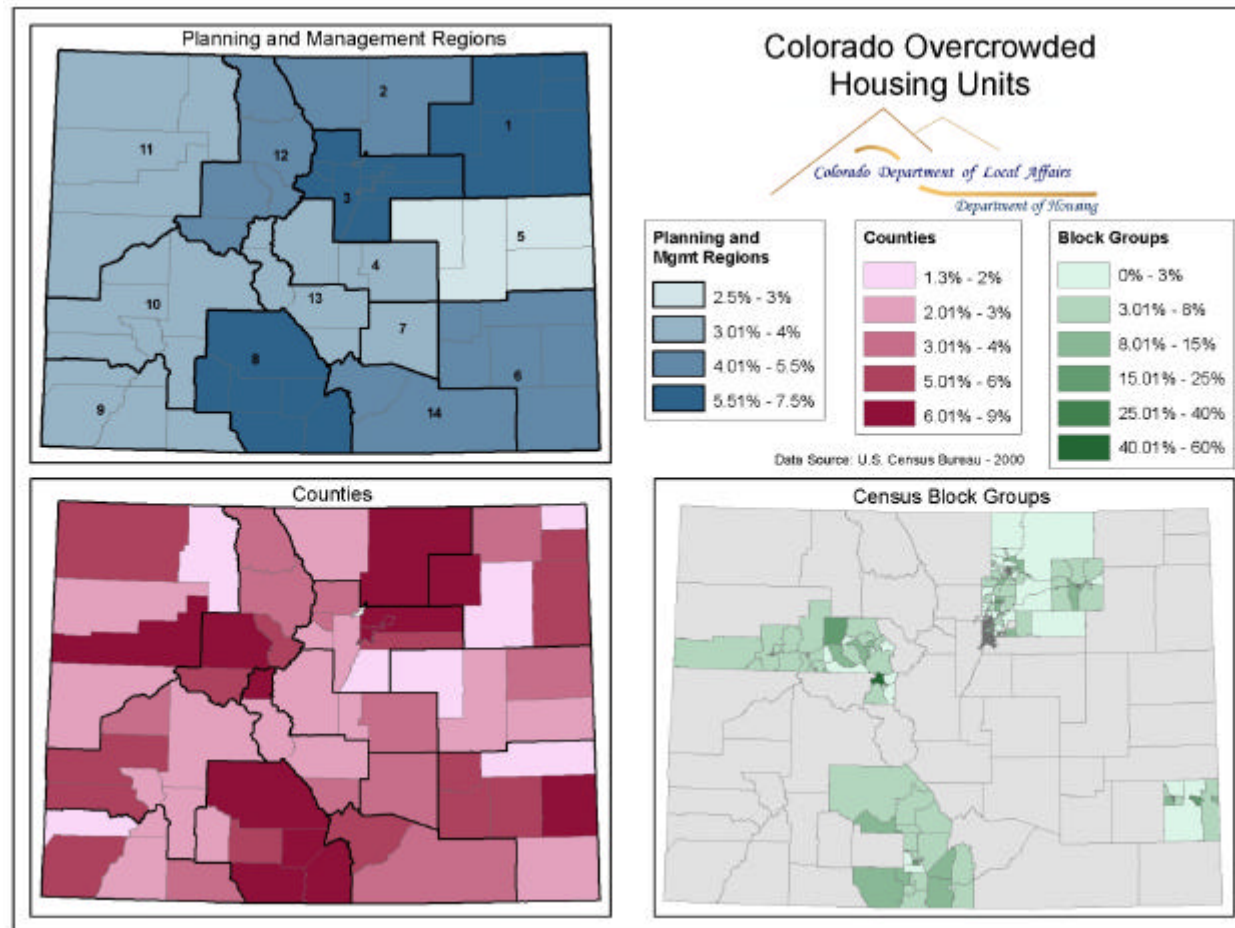 Planning and Management Regions
2
1
11
12
3
5
4
13
10
7
8
6
9
14
Colorado Overcrowded
Housing Units
Colorado Department of Local Affairs
Department of Housing
Planning and
Mgmt Regions
2.5% - 3%
3.01% - 4%
4.01% - 5.5%
5.51% - 7.5%
Counties
1.3% - 2%
2.01% - 3%
3.01% - 4%
5.01% - 6%
6.01% - 9%
Block Groups
0% - 3%
3.01% - 8%
8.01% - 15%
15.01% - 25%
25.01% - 40%
40.01% - 60%
Data Source: U.S. Census Bureau - 2000
Counties
Census Block Groups